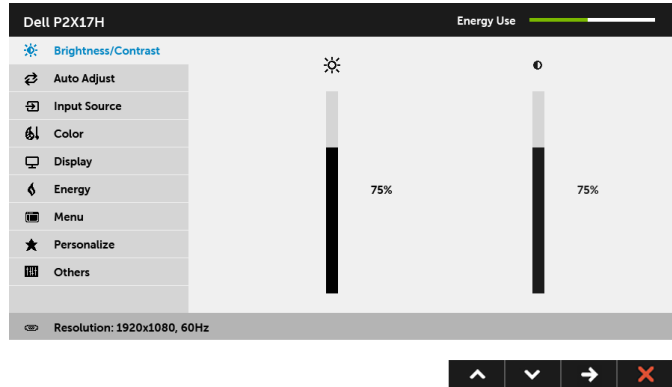 Dell P2X17H
Energy Use
Brightness/Contrast
Auto Adjust
Input Source
Color
Display
Energy
Menu
Personalize
Others
75%
75%
Resolution: 1920x1080, 60Hz